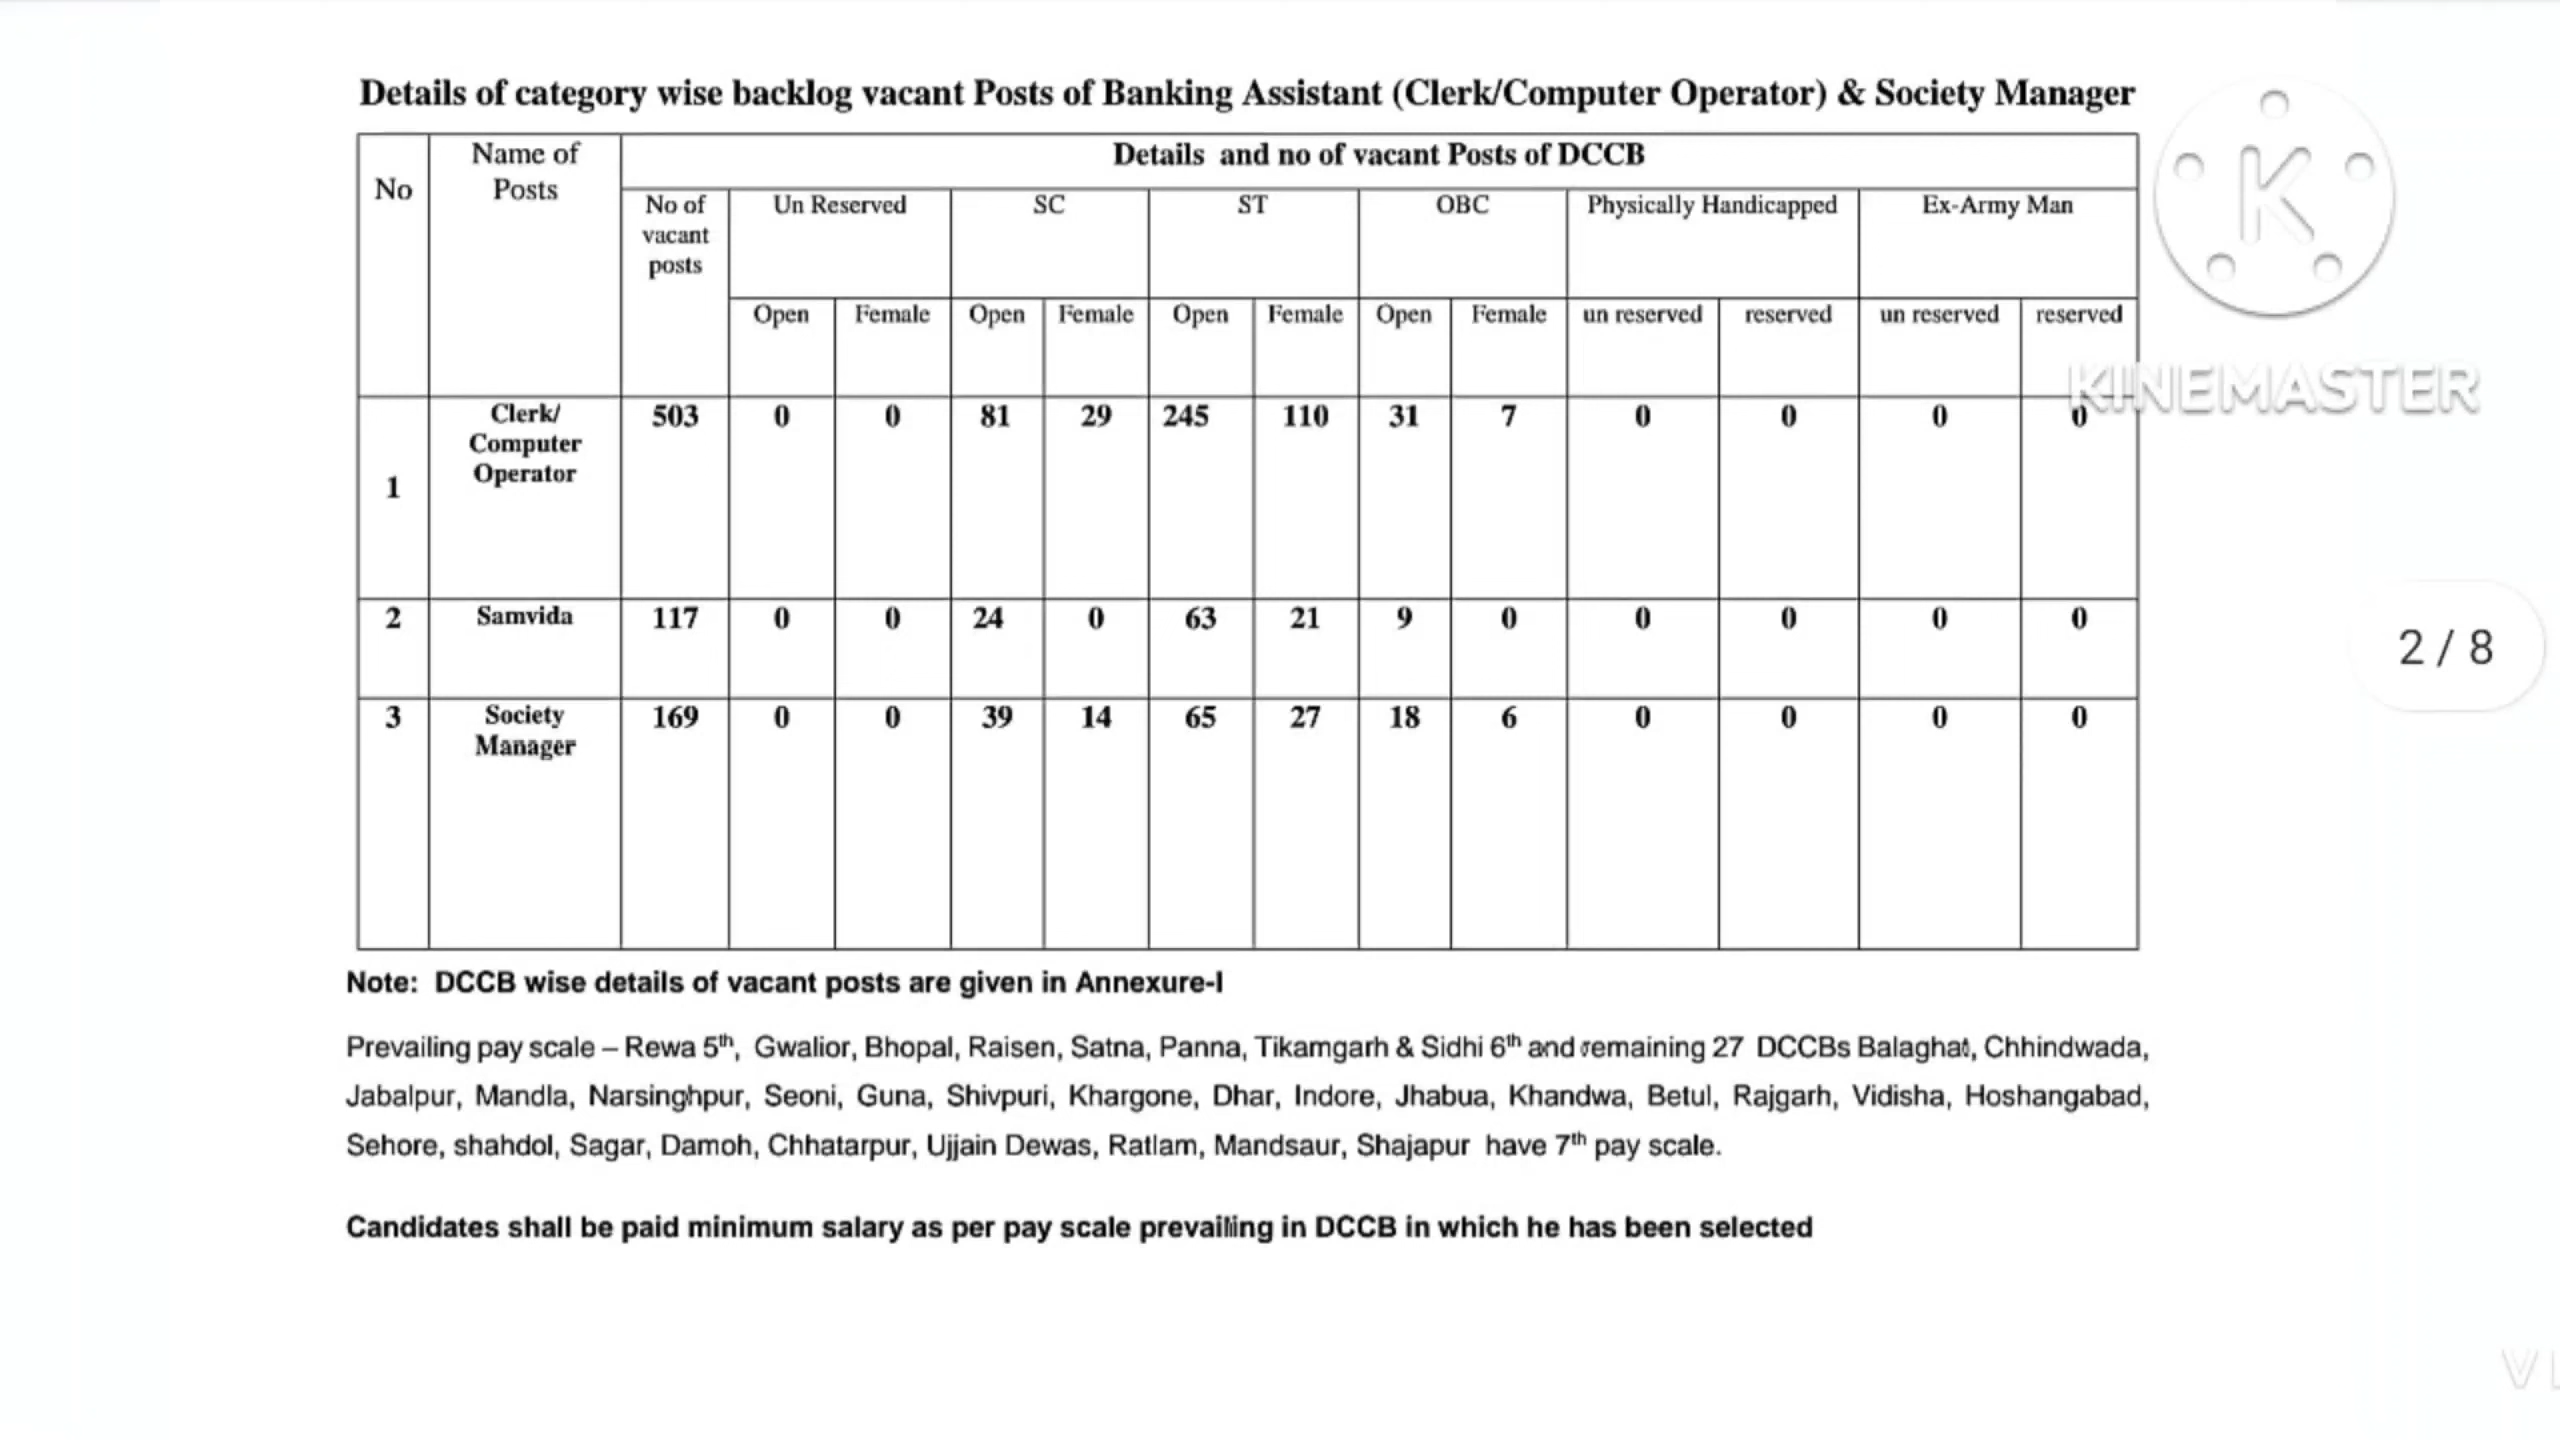 Details of category wise backlog vacant Posts of Banking Assistant (Clerk/Computer Operator) & Society Manager
No
Name of Posts
Details and no of vacant Posts of DCCB
No of vacant posts
Un Reserved
SC
ST
OBC
Physically Handicapped
Ex-Army Man
Open Female Open Female Open Female Open Female un reserved reserved un reserved reserved
1 Clerk/ Computer Operator 503 0 0 81 29 245 110 31 7 0 0 0 0
2 Samvida 117 0 0 24 0 63 21 9 0 0 0 0 0
3 Society Manager 169 0 0 39 14 65 27 18 6 0 0 0 0
Note: DCCB wise details of vacant posts are given in Annexure-I
Prevailing pay scale – Rewa 5th, Gwalior, Bhopal, Raisen, Satna, Panna, Tikamgarh & Sidhi 6th and remaining 27 DCCBs Balaghat, Chhindwada,
Jabalpur, Mandla, Narsinghpur, Seoni, Guna, Shivpuri, Khargone, Dhar, Indore, Jhabua, Khandwa, Betul, Rajgarh, Vidisha, Hoshangabad,
Sehore, shahdol, Sagar, Damoh, Chhatarpur, Ujjain Dewas, Ratlam, Mandsaur, Shajapur have 7th pay scale.
Candidates shall be paid minimum salary as per pay scale prevailing in DCCB in which he has been selected
K
KINEMASTER
2 / 8